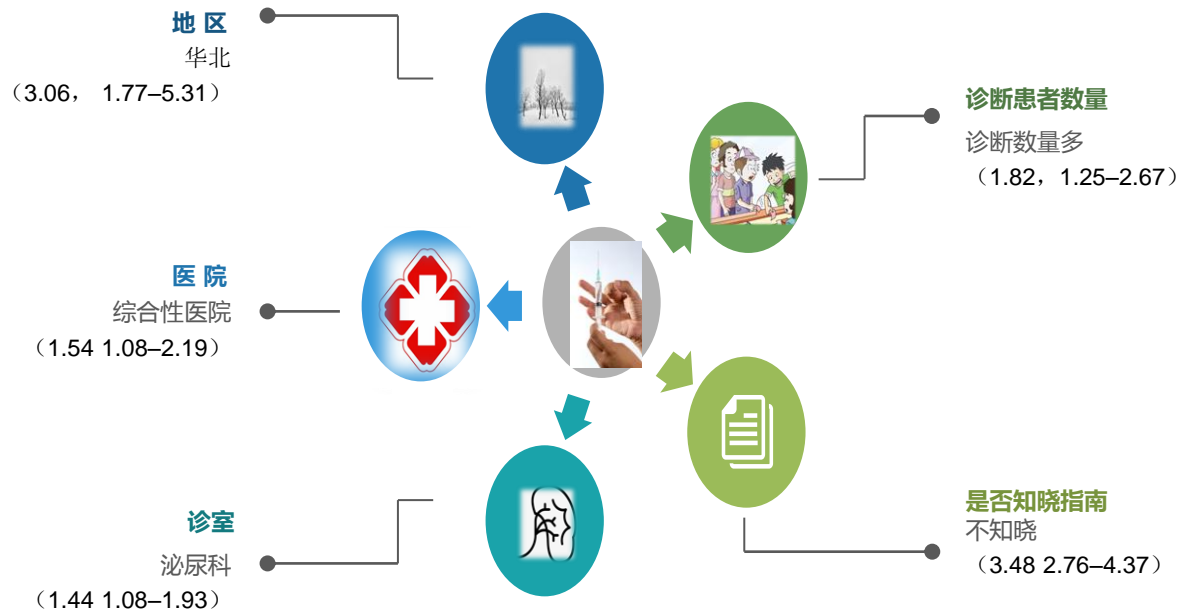 地 区
华北
（3.06， 1.77–5.31）
诊断患者数量
诊断数量多
（1.82，1.25–2.67）
医 院
综合性医院
（1.54 1.08–2.19）
诊室
泌尿科
（1.44 1.08–1.93）
是否知晓指南
不知晓
（3.48 2.76–4.37）